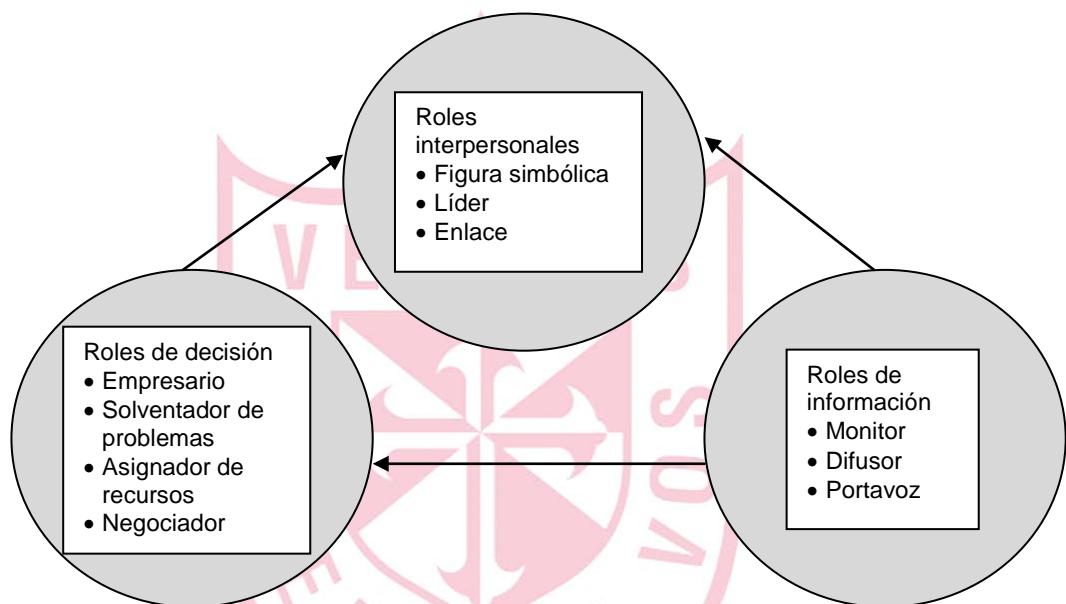 Roles
interpersonales
• Figura simbólica
• Líder
• Enlace
Roles de decisión
• Empresario
• Solventador de
problemas
• Asignador de
recursos
• Negociador
Roles de
información
• Monitor
• Difusor
• Portavoz
VOS